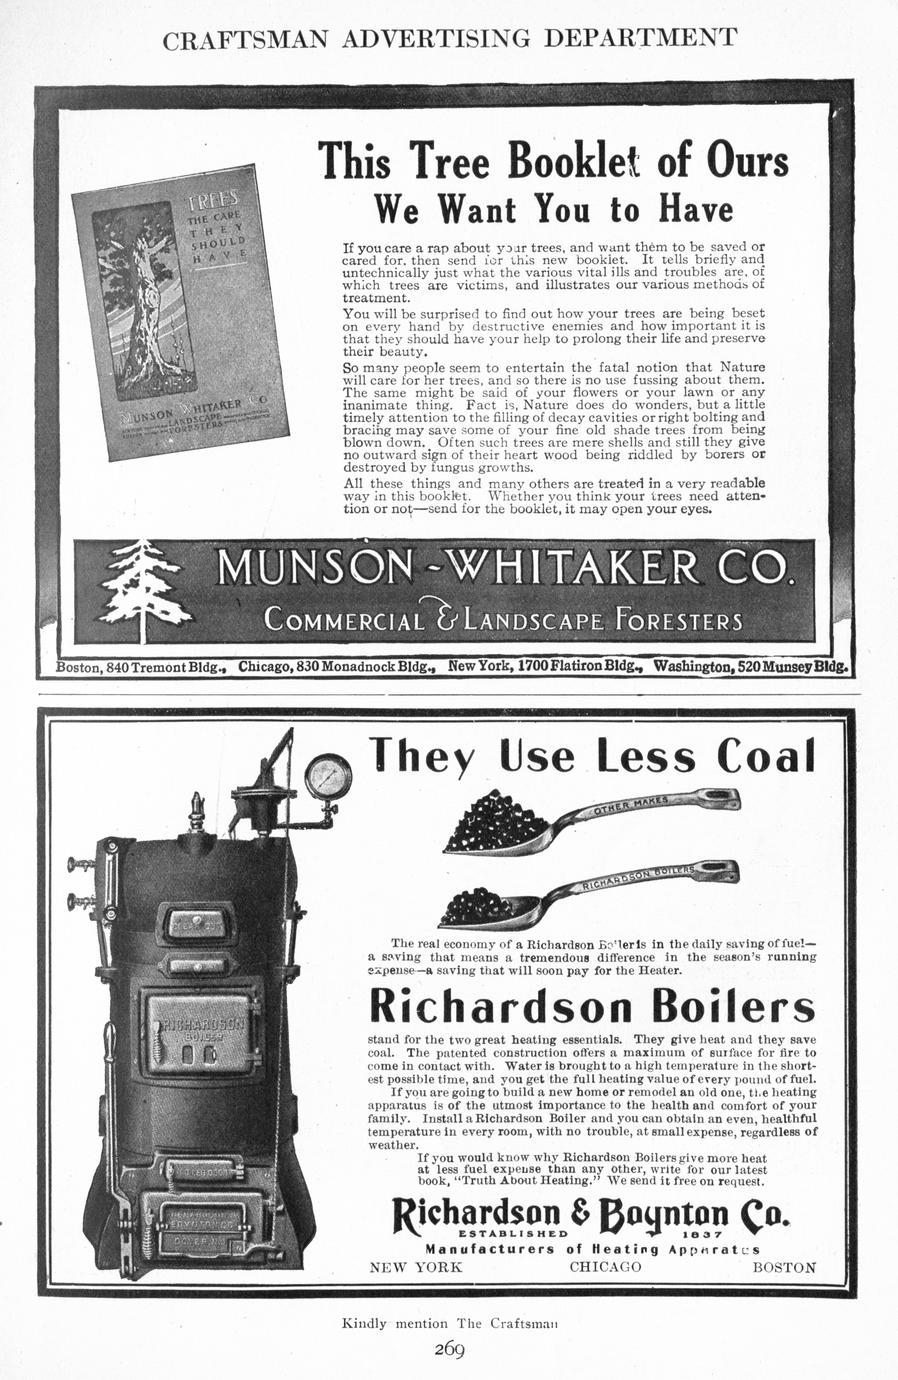 CRAFTSMAN ADVERTISING DEPARTMENT
TREES
THE CARE
THEY
SHOULD
HAVE
MUNSON WHITAKER CO
LANDSCAPE
FORESTERS
This Tree Booklet of Ours
We Want You to Have
If you care a rap about your trees, and want them to be saved or
cared for, then send for this new booklet. It tells briefly and
untechnically just what the various vital ills and troubles are, of
which trees are victims, and illustrates our various methods of
treatment.
You will be surprised to find out how your trees are being beset
on every hand by destructive enemies and how important it is
that they should have your help to prolong their life and preserve
their beauty.
So many people seem to entertain the fatal notion that Nature
will care for her trees, and so there is no use fussing about them.
The same might be said of your flowers or your lawn or any
inanimate thing. Fact is, Nature does do wonders, but a little
timely attention to the filling of decay cavities or right bolting and
bracing may save some of your fine old shade trees from being
blown down. Often such trees are mere shells and still they give
no outward sign of their heart wood being riddled by borers or
destroyed by fungus growths.
All these things and many others are treated in a very readable
way in this booklet. Whether you think your trees need atten-
tion or not—send for the booklet, it may open your eyes.
MUNSON-WHITAKER CO.
COMMERCIAL & LANDSCAPE FORESTERS
Boston, 840 Tremont Bldg., Chicago, 830 Monadnock Bldg., New York, 1700 Flatiron Bldg., Washington, 520 Munsey Bldg.
They Use Less Coal
OTHER MAKES
RICHARDSON BOILERS
RICHARDSON
BOILER
RICHARDSON
BOYNTON CO
The real economy of a Richardson Boiler is in the daily saving of fuel—
a saving that means a tremendous difference in the season's running
expense—a saving that will soon pay for the Heater.
Richardson Boilers
stand for the two great heating essentials. They give heat and they save
coal. The patented construction offers a maximum of surface for fire to
come in contact with. Water is brought to a high temperature in the short-
est possible time, and you get the full heating value of every pound of fuel.
If you are going to build a new home or remodel an old one, the heating
apparatus is of the utmost importance to the health and comfort of your
family. Install a Richardson Boiler and you can obtain an even, healthful
temperature in every room, with no trouble, at small expense, regardless of
weather.
If you would know why Richardson Boilers give more heat
at less fuel expense than any other, write for our latest
book, "Truth About Heating." We send it free on request.
Richardson & Boynton Co.
ESTABLISHED 1837
Manufacturers of Heating Apparatus
NEW YORK CHICAGO BOSTON
Kindly mention The Craftsman
269